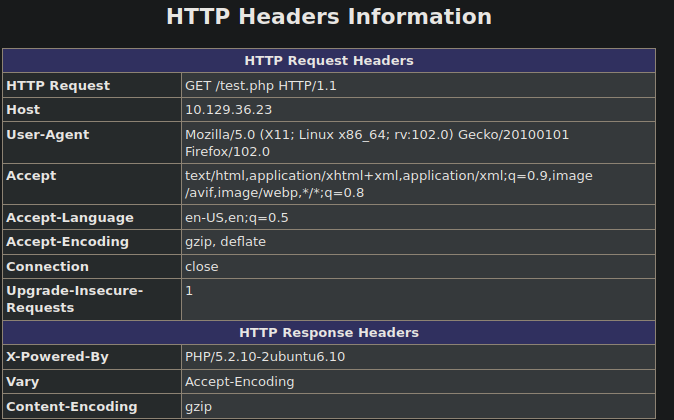 HTTP Headers Information
HTTP Request Headers
HTTP Request GET /test.php HTTP/1.1
Host 10.129.36.23
User-Agent Mozilla/5.0 (X11; Linux x86_64; rv:102.0) Gecko/20100101
Firefox/102.0
Accept text/html,application/xhtml+xml,application/xml;q=0.9,image
/avif,image/webp,*/*;q=0.8
Accept-Language en-US,en;q=0.5
Accept-Encoding gzip, deflate
Connection close
Upgrade-Insecure- 1
Requests
HTTP Response Headers
X-Powered-By PHP/5.2.10-2ubuntu6.10
Vary Accept-Encoding
Content-Encoding gzip